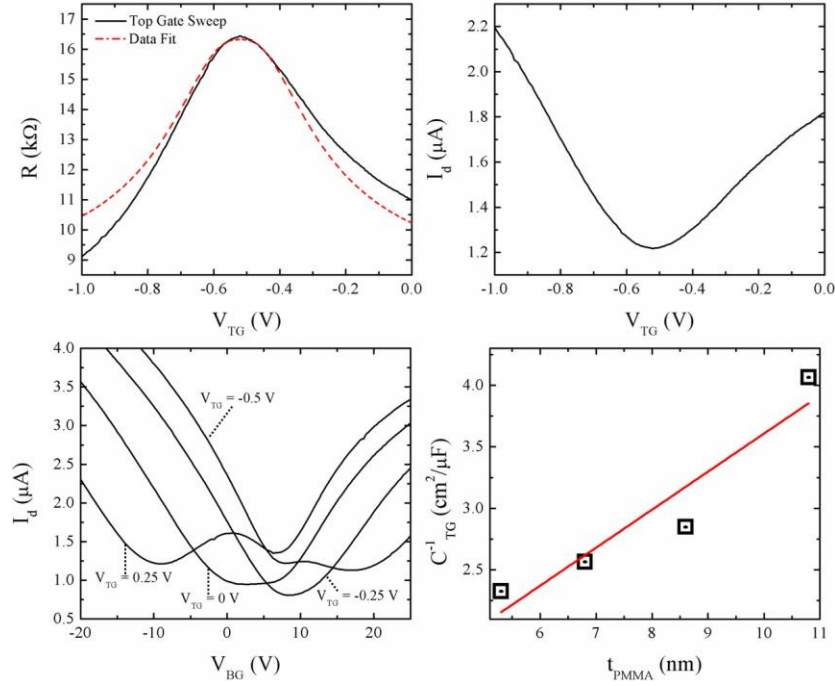 Top Gate Sweep
Data Fit
17
16
15
14
13
12
11
10
9
R (kΩ)
-1.0 -0.8 -0.6 -0.4 -0.2 0.0
V_TG (V)
2.2
2.0
1.8
1.6
1.4
1.2
I_d (μA)
-1.0 -0.8 -0.6 -0.4 -0.2 0.0
V_TG (V)
4.0
3.5
3.0
2.5
2.0
1.5
1.0
0.5
I_d (μA)
V_TG = -0.5 V
V_TG = 0.25 V
V_TG = 0 V
V_TG = -0.25 V
-20 -10 0 10 20
V_BG (V)
4.0
3.5
3.0
2.5
C^-1_TG (cm²/μF)
6 7 8 9 10 11
t_PMMA (nm)